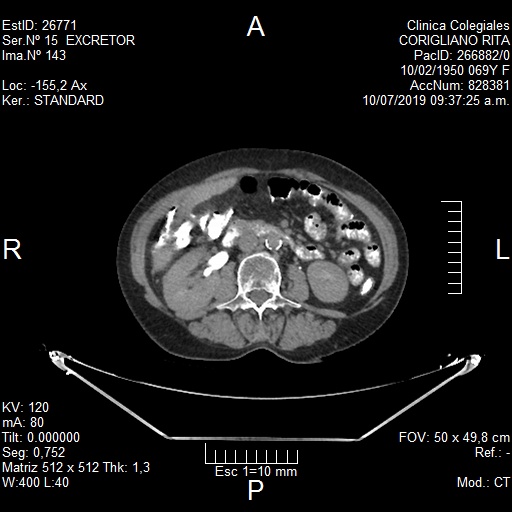 EstID: 26771
Ser.Nº 15  EXCRETOR
Ima.Nº 143
Loc: -155,2 Ax
Ker.: STANDARD
A
Clinica Colegiales
CORIGLIANO RITA
PacID: 266882/0
10/02/1950 069Y F
AccNum: 828381
10/07/2019 09:37:25 a.m.
R
L
KV: 120
mA: 80
Tilt: 0.000000
Seg: 0,752
Matriz 512 x 512 Thk: 1,3
W:400 L:40
Esc 1=10 mm
P
FOV: 50 x 49,8 cm
Ref.: -
Mod.: CT